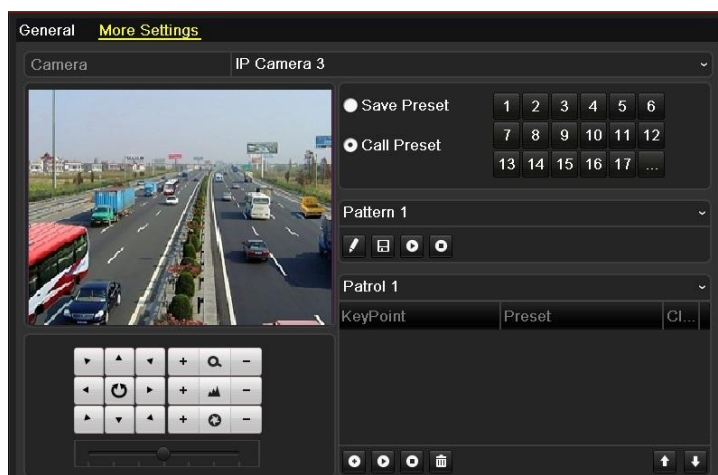 General More Settings
Camera IP Camera 3
Save Preset 1 2 3 4 5 6
Call Preset 7 8 9 10 11 12
13 14 15 16 17 ...
Pattern 1
Patrol 1
KeyPoint Preset Cl...